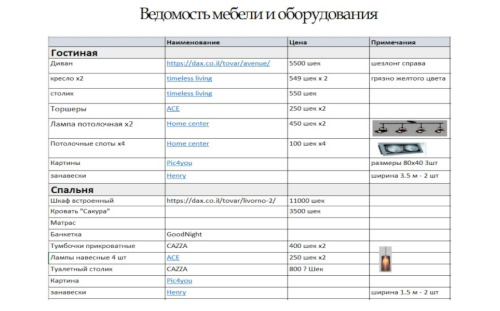 Ведомость мебели и оборудования
Наименование Цена Примечания
Гостиная
Диван https://dax.co.il/tovar/avenue/ 5500 шек шезлонг справа
кресло x2 timeless living 549 шек x 2 грязно желтого цвета
столик timeless living 550 шек
Торшеры ACE 250 шек x2
Лампа потолочная x2 Home center 450 шек x2
Потолочные споты x4 Home center 100 шек x4
Картины Pic4you размеры 80x40 3шт
занавески Henry ширина 3.5 м - 2 шт
Спальня
Шкаф встроенный https://dax.co.il/tovar/livorno-2/ 11000 шек
Кровать "Сакура" 3500 шек
Матрас
Банкетка GoodNight
Тумбочки прикроватные CAZZA 400 шек x2
Лампы навесные 4 шт ACE 250 шек x2
Туалетный столик CAZZA 800 ? Шек
Картина Pic4you
занавески Henry ширина 1.5 м - 2 шт